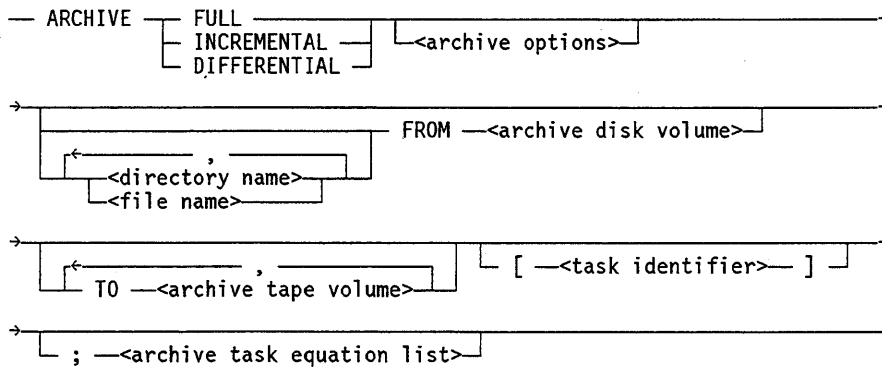 ARCHIVE FULL
INCREMENTAL <archive options>
DIFFERENTIAL
FROM <archive disk volume>
,
<directory name>
<file name>
,
TO <archive tape volume> [ <task identifier> ]
; <archive task equation list>